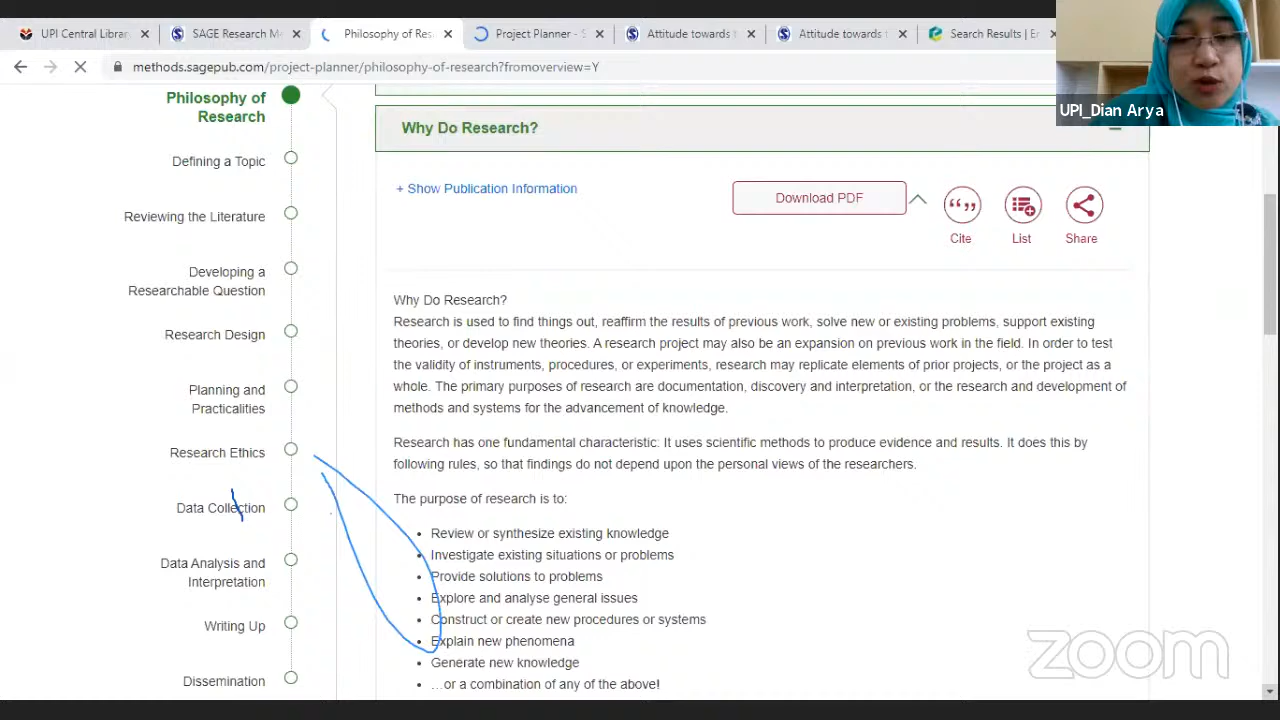 UPI Central Librar
SAGE Research M
Philosophy of Res
Project Planner - S
Attitude towards t
Attitude towards t
Search Results | Er
methods.sagepub.com/project-planner/philosophy-of-research?fromoverview=Y
UPI_Dian Arya
Philosophy of
Research
Defining a Topic
Reviewing the Literature
Developing a
Researchable Question
Research Design
Planning and
Practicalities
Research Ethics
Data Collection
Data Analysis and
Interpretation
Writing Up
Dissemination
Why Do Research?
+ Show Publication Information
Download PDF
Cite
List
Share
Why Do Research?
Research is used to find things out, reaffirm the results of previous work, solve new or existing problems, support existing
theories, or develop new theories. A research project may also be an expansion on previous work in the field. In order to test
the validity of instruments, procedures, or experiments, research may replicate elements of prior projects, or the project as a
whole. The primary purposes of research are documentation, discovery and interpretation, or the research and development of
methods and systems for the advancement of knowledge.
Research has one fundamental characteristic. It uses scientific methods to produce evidence and results. It does this by
following rules, so that findings do not depend upon the personal views of the researchers.
The purpose of research is to:
• Review or synthesize existing knowledge
• Investigate existing situations or problems
• Provide solutions to problems
• Explore and analyse general issues
• Construct or create new procedures or systems
• Explain new phenomena
• Generate new knowledge
• …or a combination of any of the above!
zoom